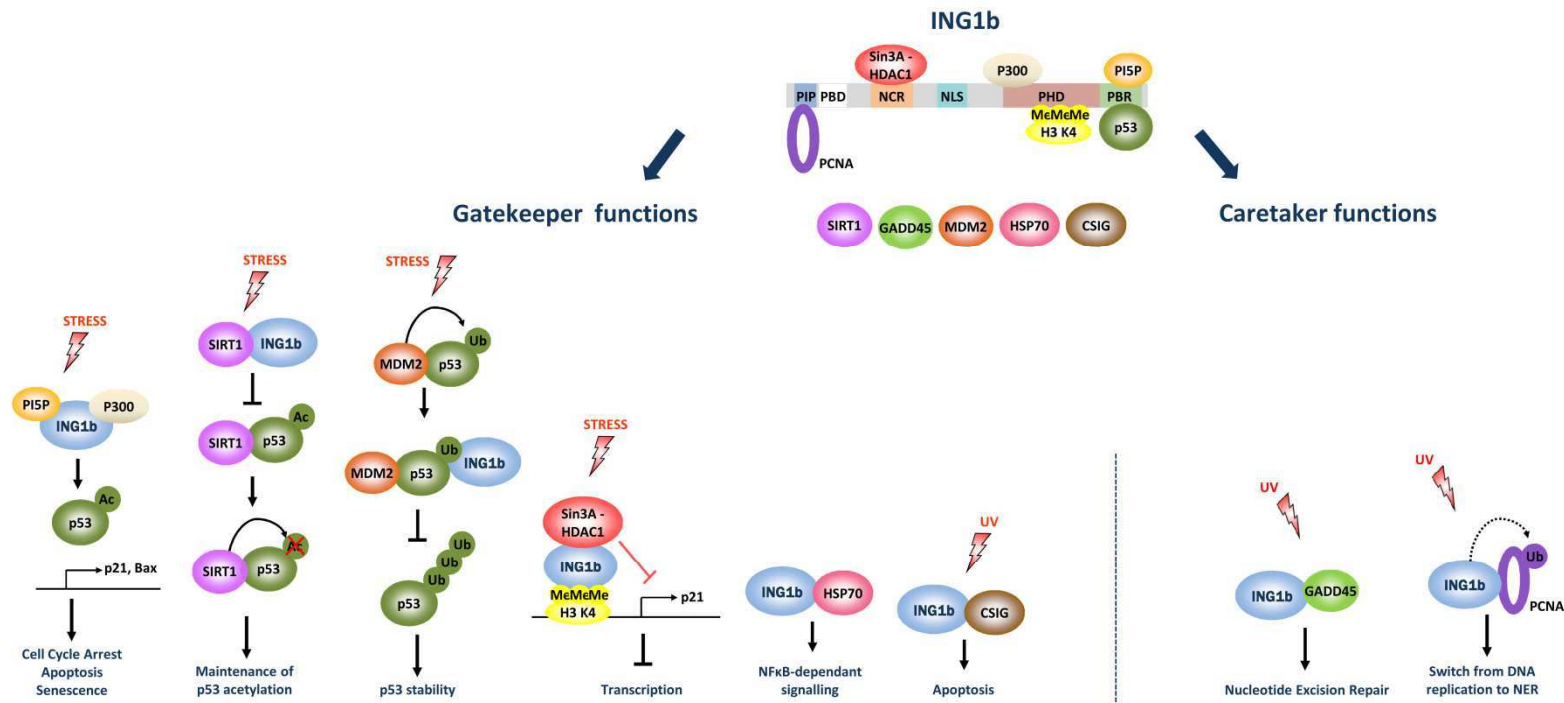 ING1b
Sin3A -
HDAC1
P300
PI5P
PIP PBD NCR NLS PHD PBR
MeMeMe
H3 K4
p53
PCNA
Gatekeeper functions
Caretaker functions
SIRT1 GADD45 MDM2 HSP70 CSIG
STRESS
PI5P
P300
ING1b
Ac
p53
p21, Bax
Cell Cycle Arrest
Apoptosis
Senescence
STRESS
SIRT1 ING1b
Ac
SIRT1 p53
Ac
SIRT1 p53
Maintenance of
p53 acetylation
STRESS
Ub
MDM2 p53
Ub
MDM2 p53 ING1b
Ub
Ub
Ub
p53
p53 stability
STRESS
Sin3A -
HDAC1
ING1b
MeMeMe
H3 K4
p21
Transcription
ING1b HSP70
NFκB-dependant
signalling
UV
ING1b CSIG
Apoptosis
UV
ING1b GADD45
Nucleotide Excision Repair
UV
Ub
ING1b
PCNA
Switch from DNA
replication to NER